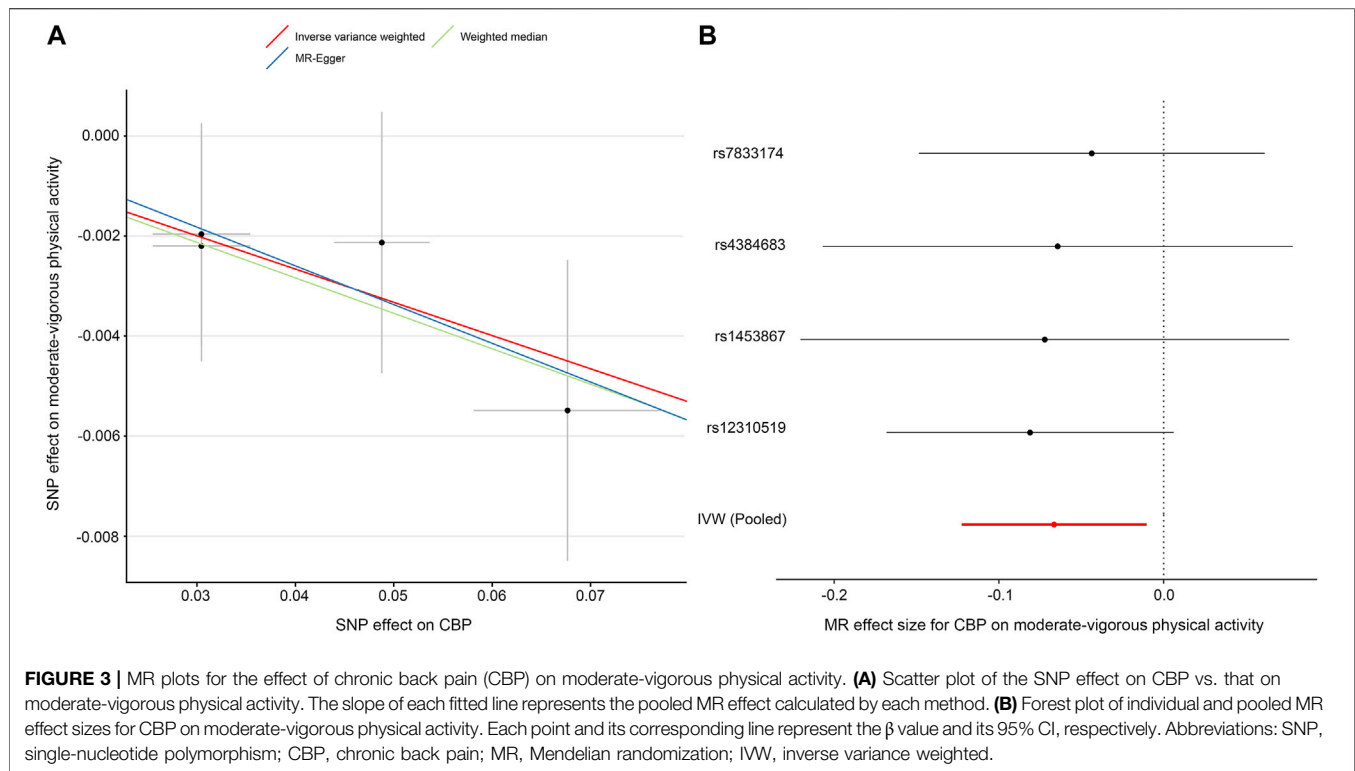 A
Inverse variance weighted
Weighted median
MR-Egger
SNP effect on moderate-vigorous physical activity
0.000
-0.002
-0.004
-0.006
-0.008
0.03 0.04 0.05 0.06 0.07
SNP effect on CBP
B
rs7833174
rs4384683
rs1453867
rs12310519
IVW (Pooled)
-0.2 -0.1 0.0
MR effect size for CBP on moderate-vigorous physical activity
FIGURE 3 | MR plots for the effect of chronic back pain (CBP) on moderate-vigorous physical activity. (A) Scatter plot of the SNP effect on CBP vs. that on
moderate-vigorous physical activity. The slope of each fitted line represents the pooled MR effect calculated by each method. (B) Forest plot of individual and pooled MR
effect sizes for CBP on moderate-vigorous physical activity. Each point and its corresponding line represent the β value and its 95% CI, respectively. Abbreviations: SNP,
single-nucleotide polymorphism; CBP, chronic back pain; MR, Mendelian randomization; IVW, inverse variance weighted.